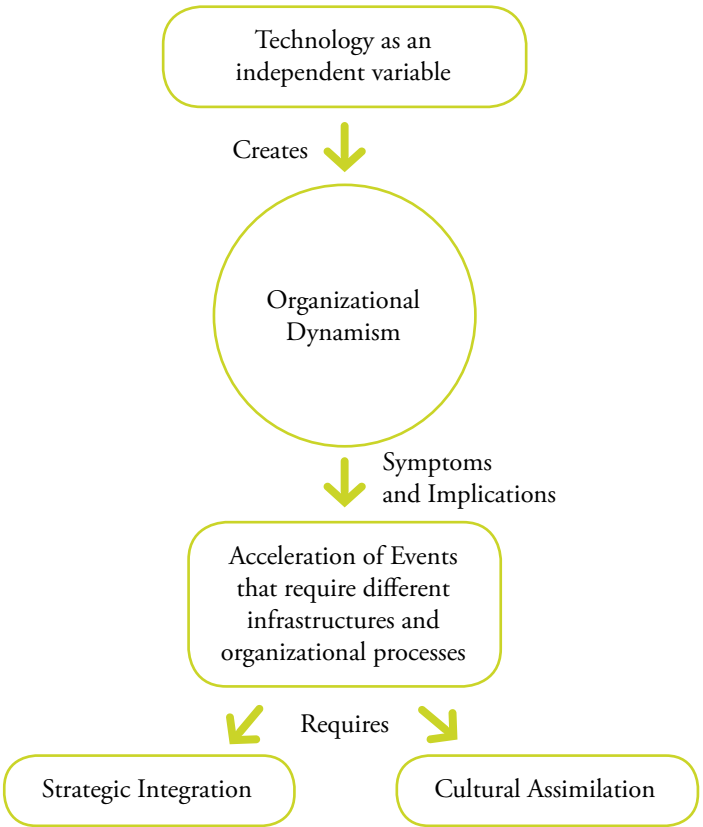 Technology as an
independent variable
Creates
Organizational
Dynamism
Symptoms
and Implications
Acceleration of Events
that require different
infrastructures and
organizational processes
Requires
Strategic Integration
Cultural Assimilation